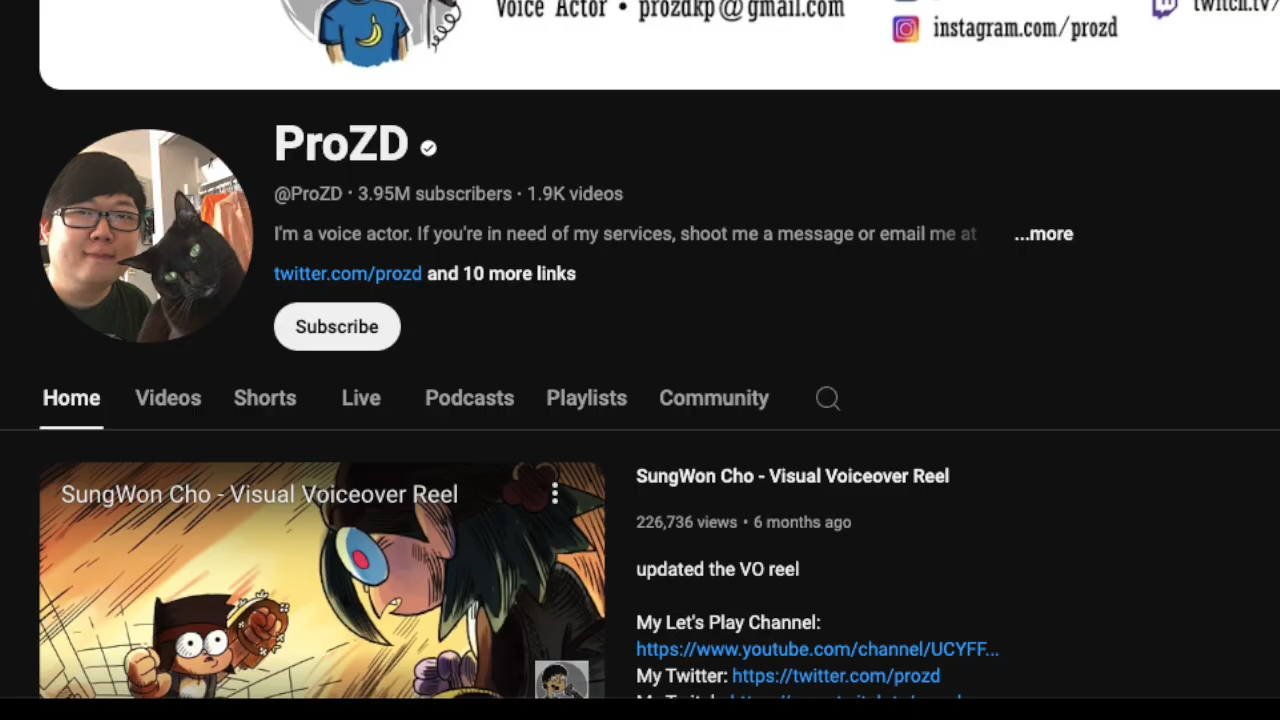 Voice Actor • prozdkp@gmail.com
instagram.com/prozd
twitch.tv/
ProZD
@ProZD · 3.95M subscribers · 1.9K videos
I'm a voice actor. If you're in need of my services, shoot me a message or email me at ...more
twitter.com/prozd and 10 more links
Subscribe
Home Videos Shorts Live Podcasts Playlists Community
SungWon Cho - Visual Voiceover Reel
SungWon Cho - Visual Voiceover Reel
226,736 views • 6 months ago
updated the VO reel
My Let's Play Channel:
https://www.youtube.com/channel/UCYFF...
My Twitter: https://twitter.com/prozd